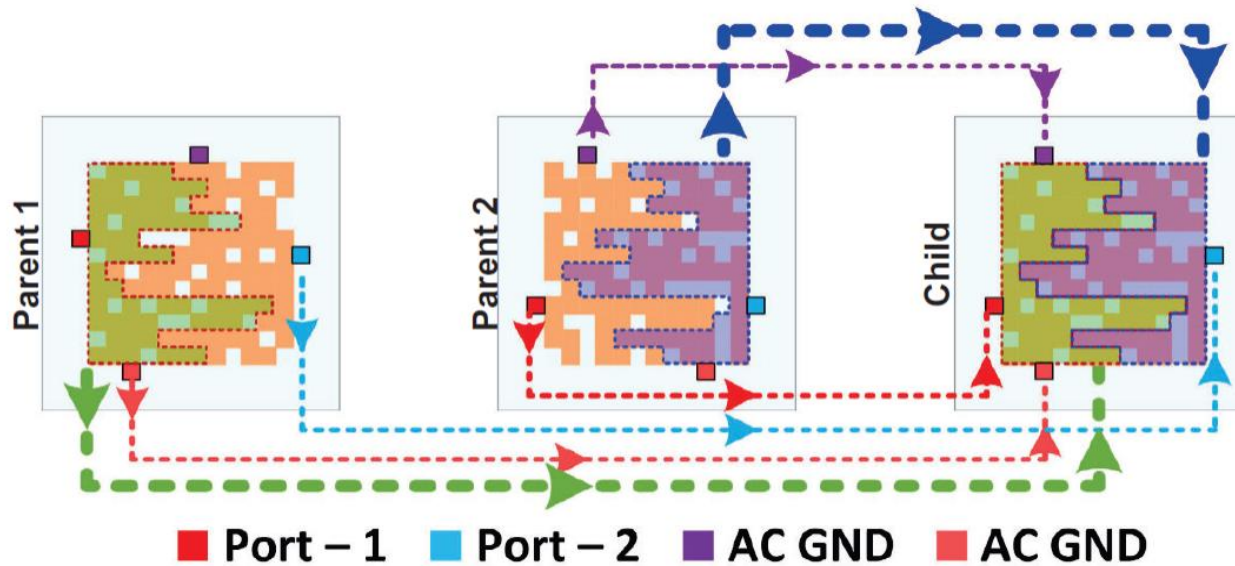 Parent 1
Parent 2
Child
Port – 1 Port – 2 AC GND AC GND